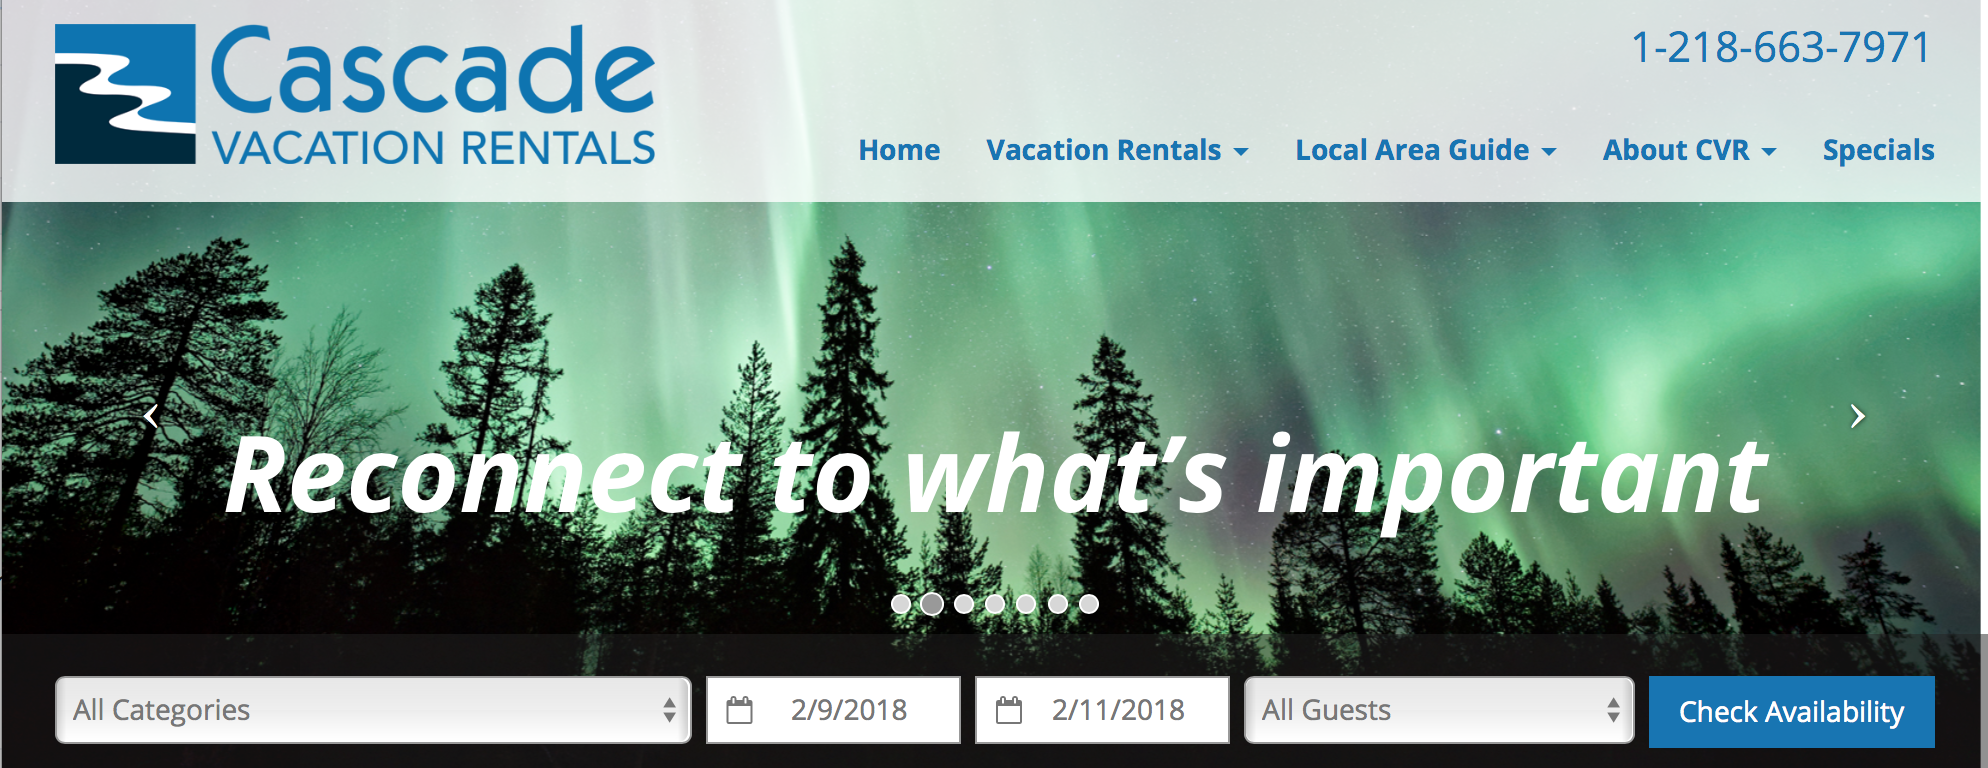 Cascade
VACATION RENTALS
1-218-663-7971
Home Vacation Rentals Local Area Guide About CVR Specials
Reconnect to what's important
All Categories 2/9/2018 2/11/2018 All Guests Check Availability